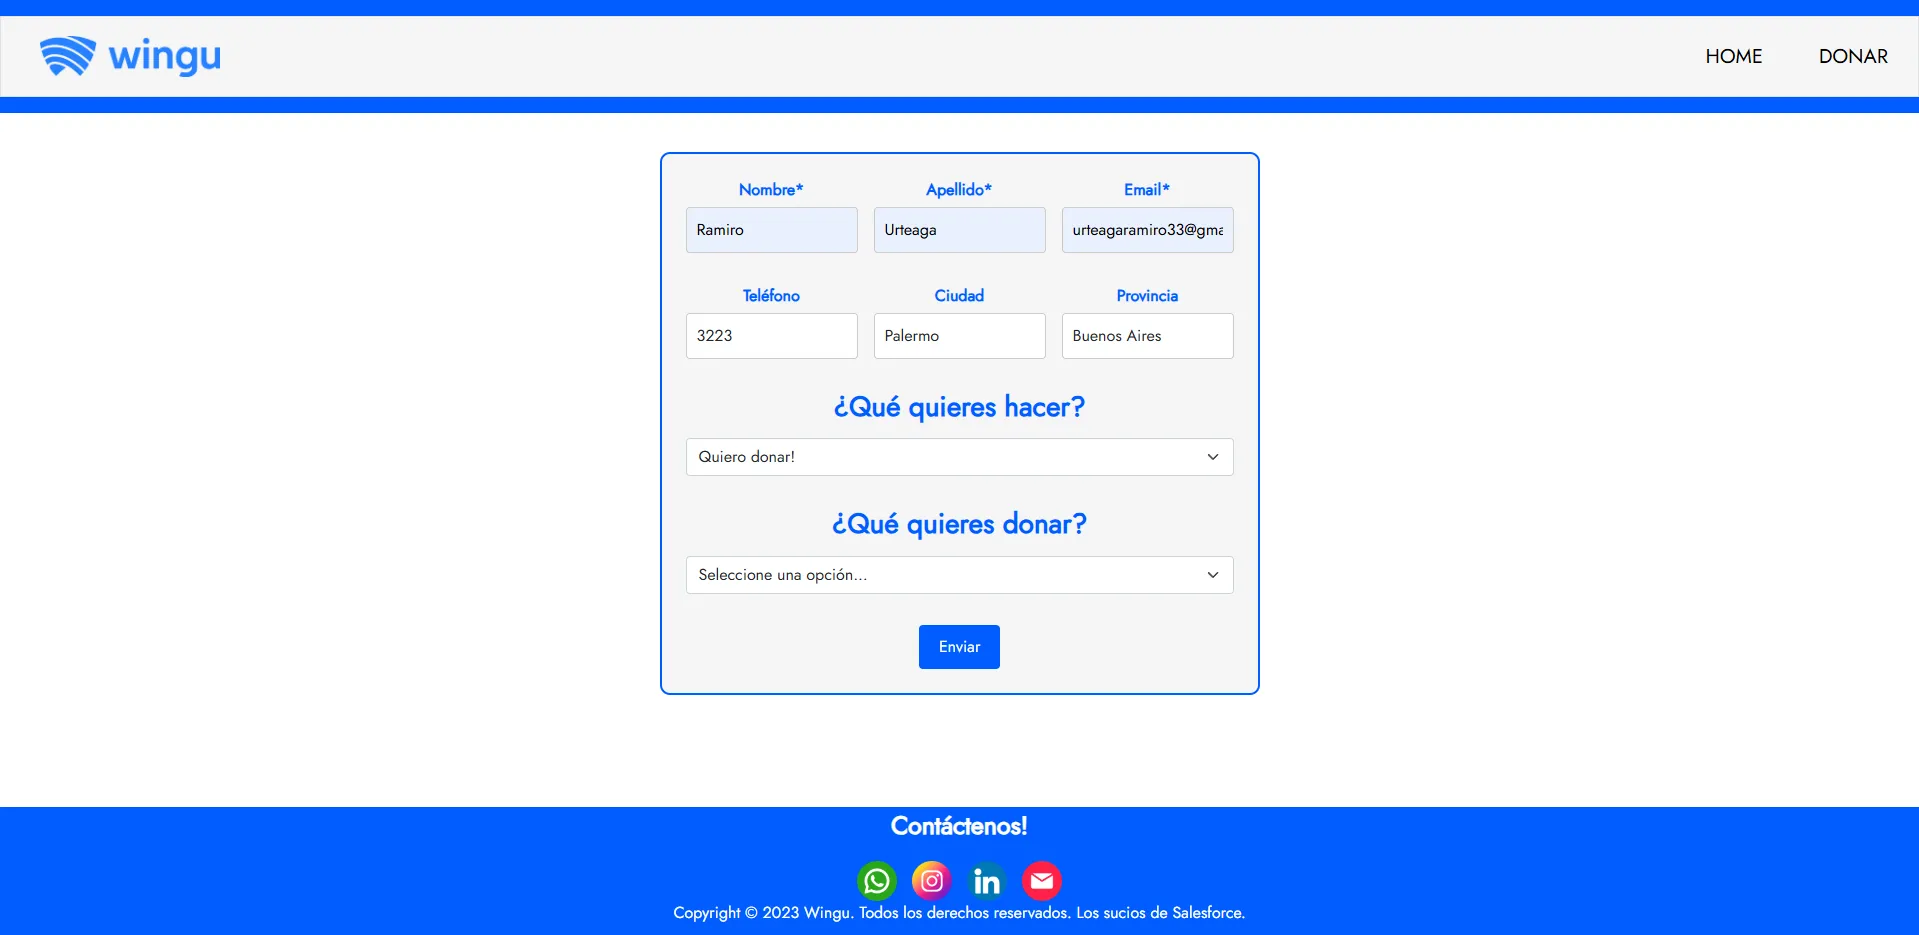 wingu
HOME DONAR
Nombre* Apellido* Email*
Ramiro Urteaga urteagaramiro33@gma
Teléfono Ciudad Provincia
3223 Palermo Buenos Aires
¿Qué quieres hacer?
Quiero donar!
¿Qué quieres donar?
Seleccione una opción...
Enviar
Contáctenos!
in
Copyright © 2023 Wingu. Todos los derechos reservados. Los sucios de Salesforce.